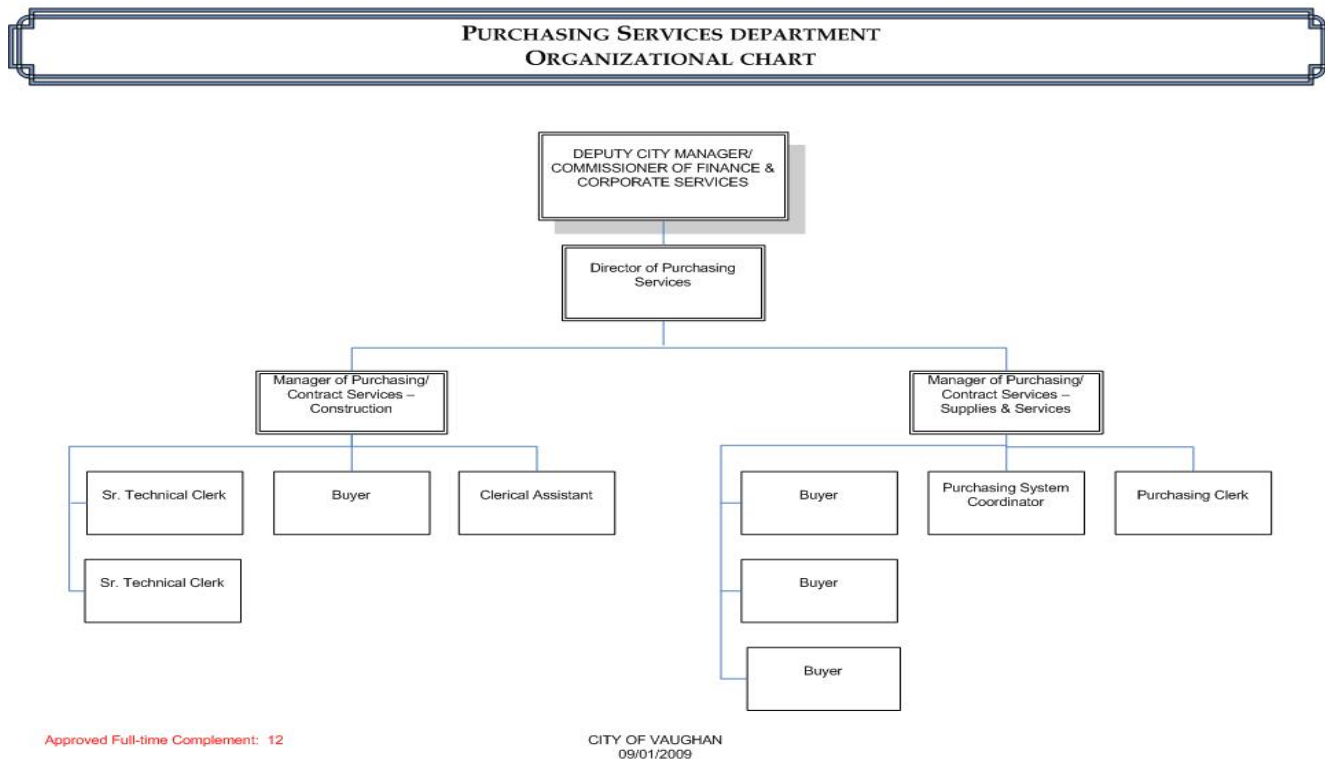 PURCHASING SERVICES DEPARTMENT
ORGANIZATIONAL CHART
DEPUTY CITY MANAGER/
COMMISSIONER OF FINANCE &
CORPORATE SERVICES
Director of Purchasing
Services
Manager of Purchasing/
Contract Services –
Construction
Manager of Purchasing/
Contract Services –
Supplies & Services
Sr. Technical Clerk
Buyer
Clerical Assistant
Sr. Technical Clerk
Buyer
Purchasing System
Coordinator
Purchasing Clerk
Buyer
Buyer
Approved Full-time Complement: 12
CITY OF VAUGHAN
09/01/2009